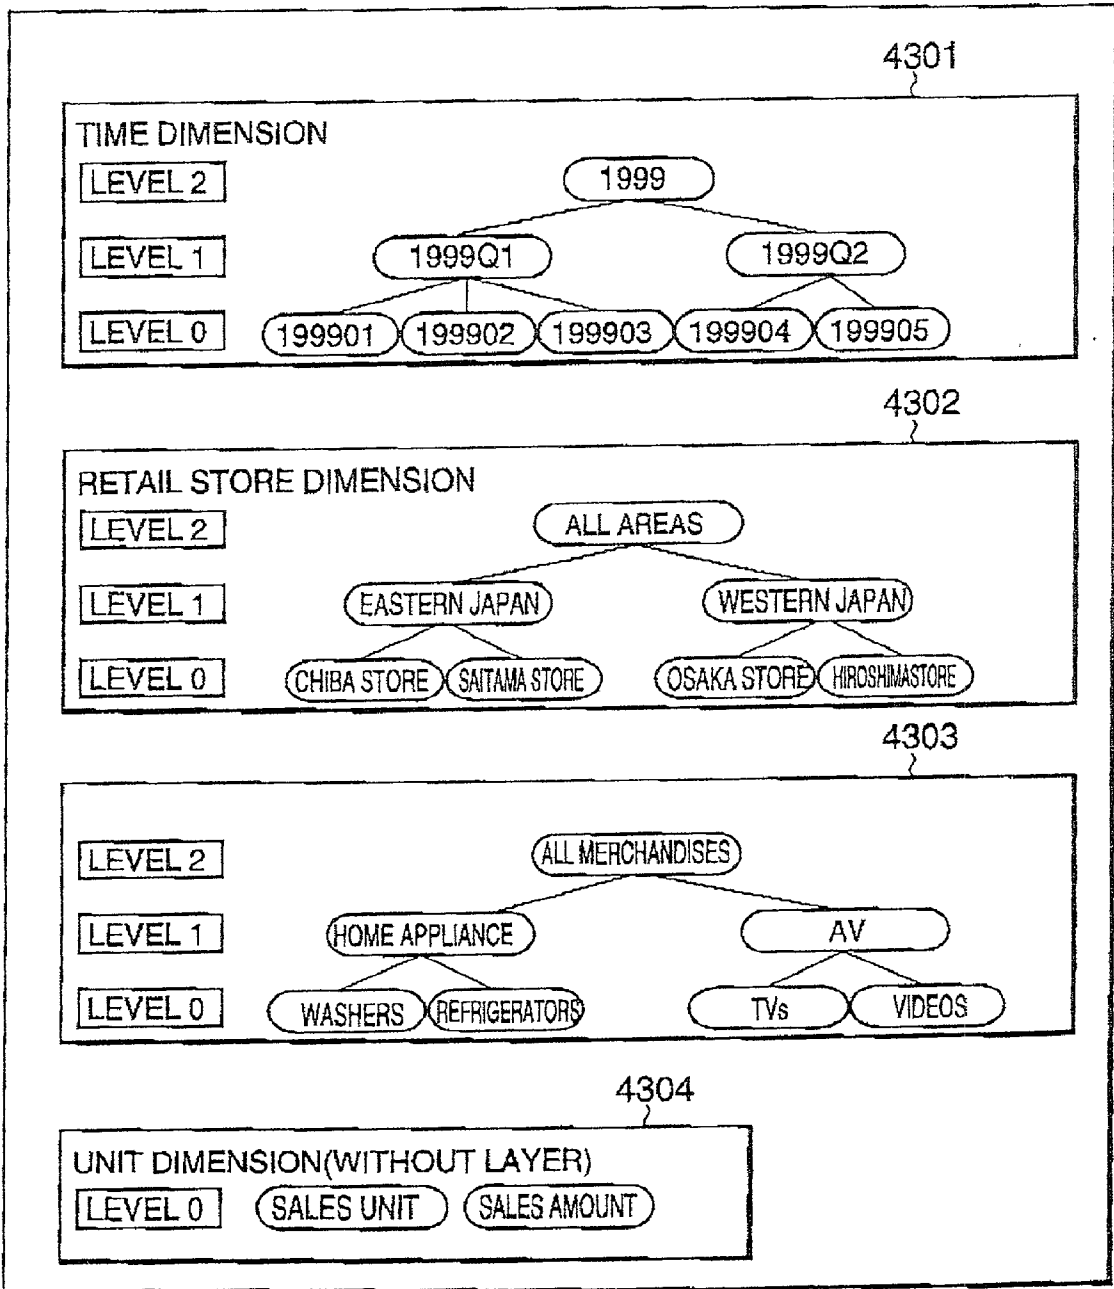 4301
TIME DIMENSION
LEVEL 2 1999
LEVEL 1 1999Q1 1999Q2
LEVEL 0 199901 199902 199903 199904 199905
4302
RETAIL STORE DIMENSION
LEVEL 2 ALL AREAS
LEVEL 1 EASTERN JAPAN WESTERN JAPAN
LEVEL 0 CHIBA STORE SAITAMA STORE OSAKA STORE HIROSHIMASTORE
4303
LEVEL 2 ALL MERCHANDISES
LEVEL 1 HOME APPLIANCE AV
LEVEL 0 WASHERS REFRIGERATORS TVs VIDEOS
4304
UNIT DIMENSION(WITHOUT LAYER)
LEVEL 0 SALES UNIT SALES AMOUNT